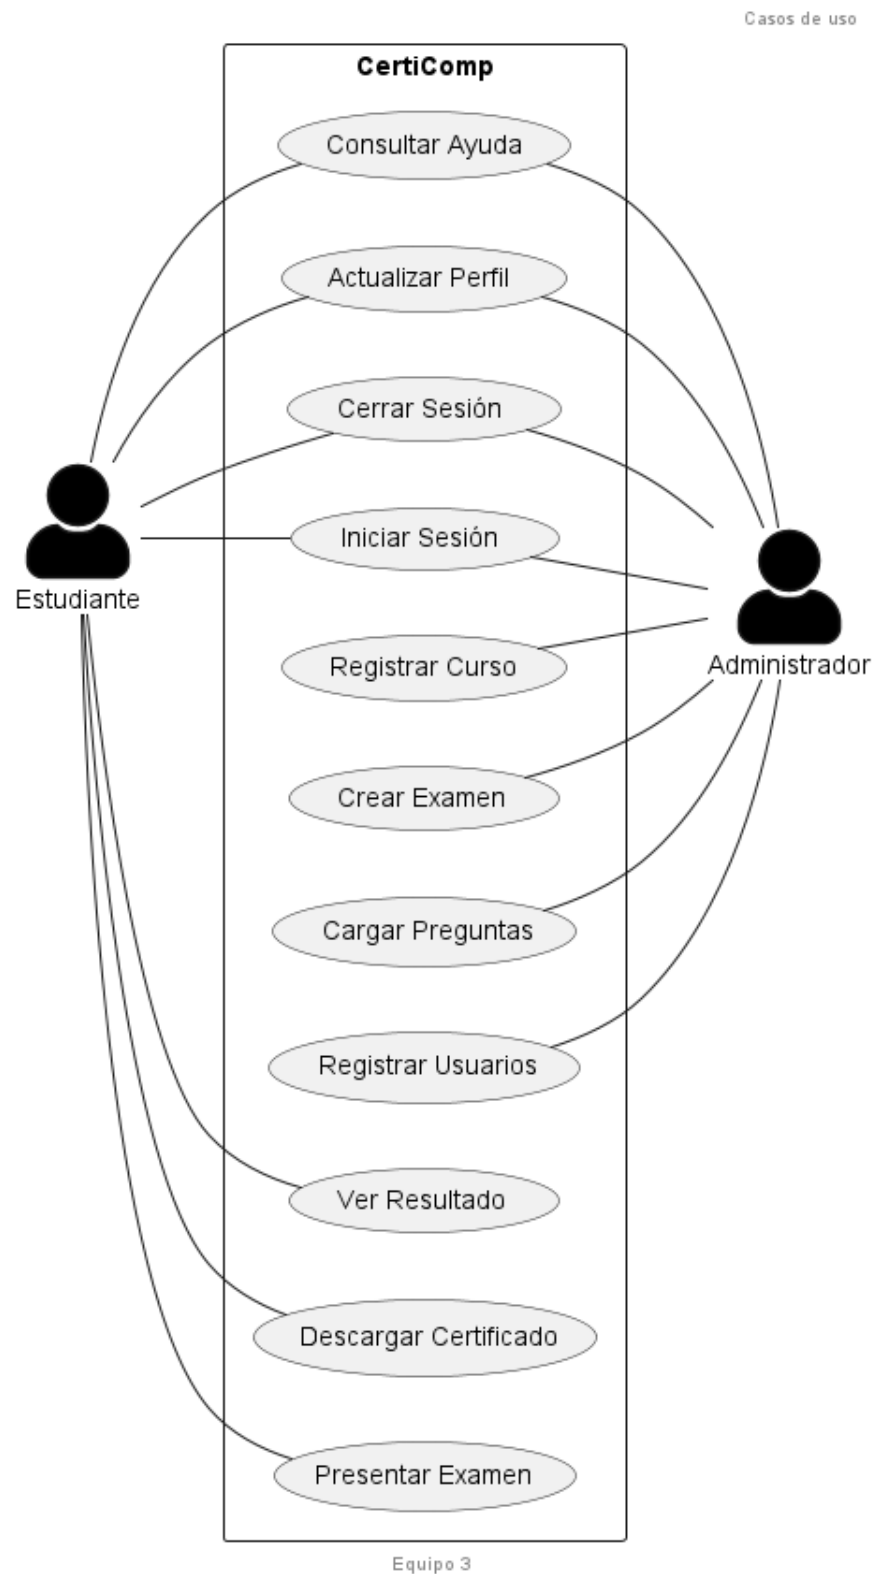 Casos de uso
CertiComp
Consultar Ayuda
Actualizar Perfil
Cerrar Sesión
Iniciar Sesión
Estudiante
Registrar Curso
Administrador
Crear Examen
Cargar Preguntas
Registrar Usuarios
Ver Resultado
Descargar Certificado
Presentar Examen
Equipo 3